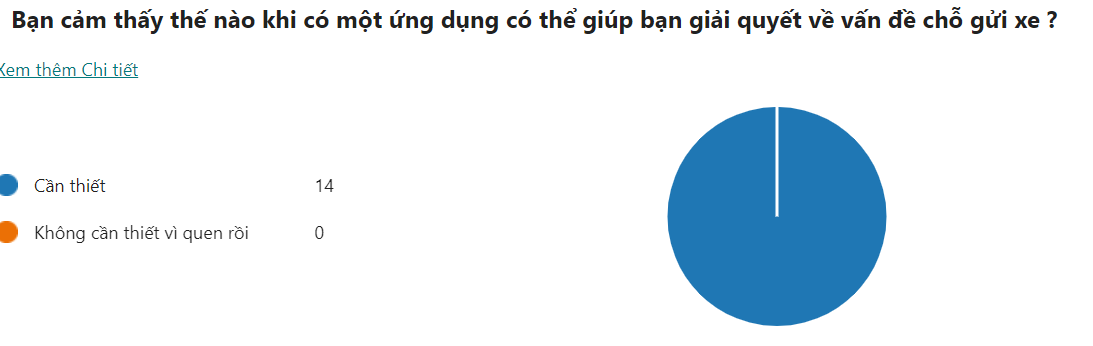 Bạn cảm thấy thế nào khi có một ứng dụng có thể giúp bạn giải quyết về vấn đề chỗ gửi xe ?
Xem thêm Chi tiết
Cần thiết 14
Không cần thiết vì quen rồi 0